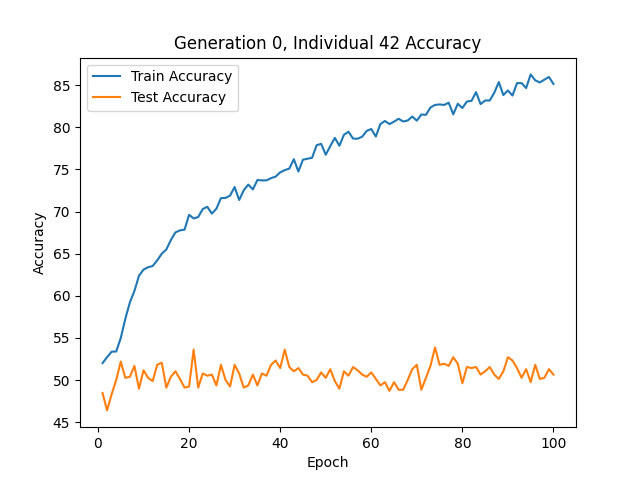 Generation 0, Individual 42 Accuracy
Train Accuracy
Test Accuracy
Accuracy
85
80
75
70
65
60
55
50
45
0 20 40 60 80 100
Epoch